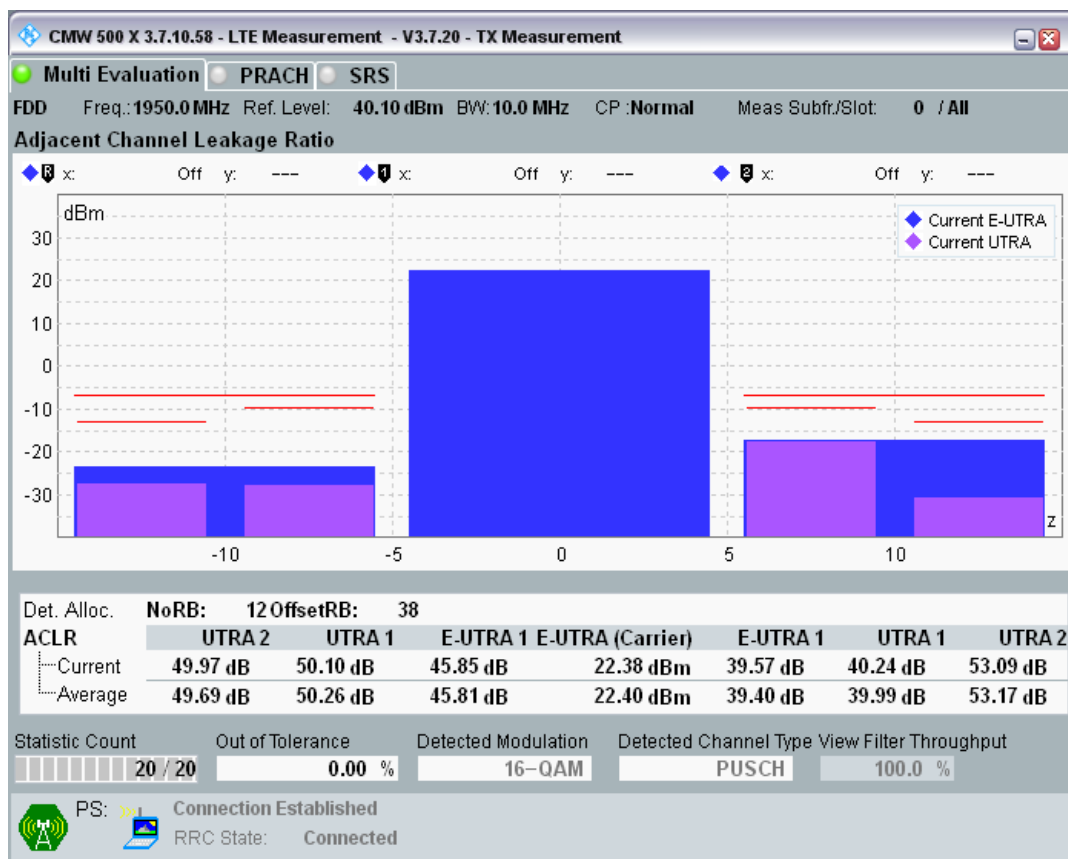 CMW 500 X 3.7.10.58 - LTE Measurement - V3.7.20 - TX Measurement
Multi Evaluation PRACH SRS
FDD Freq.:1950.0 MHz Ref. Level: 40.10 dBm BW:10.0 MHz CP :Normal Meas Subfr./Slot: 0 / All
Adjacent Channel Leakage Ratio
R x: Off y: --- 1 x: Off y: --- 2 x: Off y: ---
dBm
Current E-UTRA
Current UTRA
30
20
10
0
-10
-20
-30
z
-10 -5 0 5 10
Det. Alloc. NoRB: 12 OffsetRB: 38
ACLR UTRA 2 UTRA 1 E-UTRA 1 E-UTRA (Carrier) E-UTRA 1 UTRA 1 UTRA 2
Current 49.97 dB 50.10 dB 45.85 dB 22.38 dBm 39.57 dB 40.24 dB 53.09 dB
Average 49.69 dB 50.26 dB 45.81 dB 22.40 dBm 39.40 dB 39.99 dB 53.17 dB
Statistic Count Out of Tolerance Detected Modulation Detected Channel Type View Filter Throughput
20 / 20 0.00 % 16-QAM PUSCH 100.0 %
PS: Connection Established
RRC State: Connected